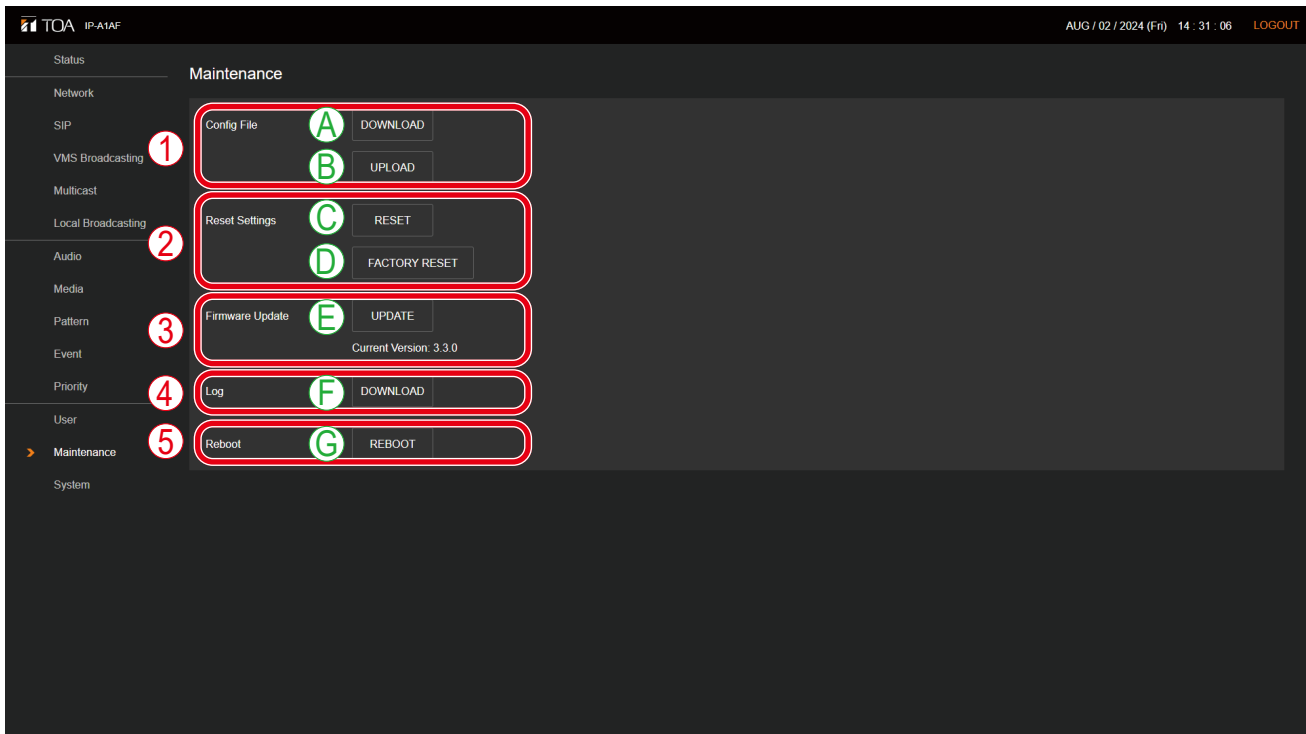 TOA IP-A1AF AUG / 02 / 2024 (Fri) 14 : 31 : 06 LOGOUT
Status
Network
SIP
VMS Broadcasting
Multicast
Local Broadcasting
Audio
Media
Pattern
Event
Priority
User
Maintenance
System
Maintenance
1
Config File A DOWNLOAD
B UPLOAD
2
Reset Settings C RESET
D FACTORY RESET
3
Firmware Update E UPDATE
Current Version: 3.3.0
4
Log F DOWNLOAD
5
Reboot G REBOOT